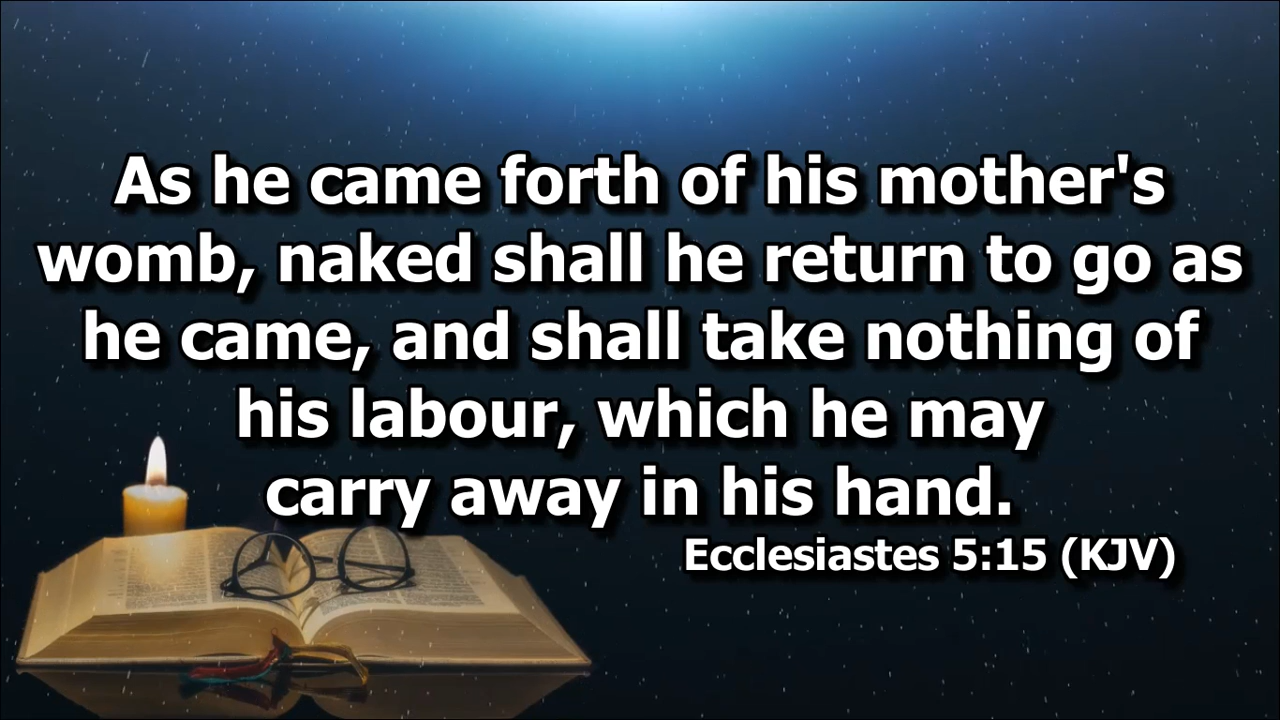 As he came forth of his mother's
womb, naked shall he return to go as
he came, and shall take nothing of
his labour, which he may
carry away in his hand.
Ecclesiastes 5:15 (KJV)